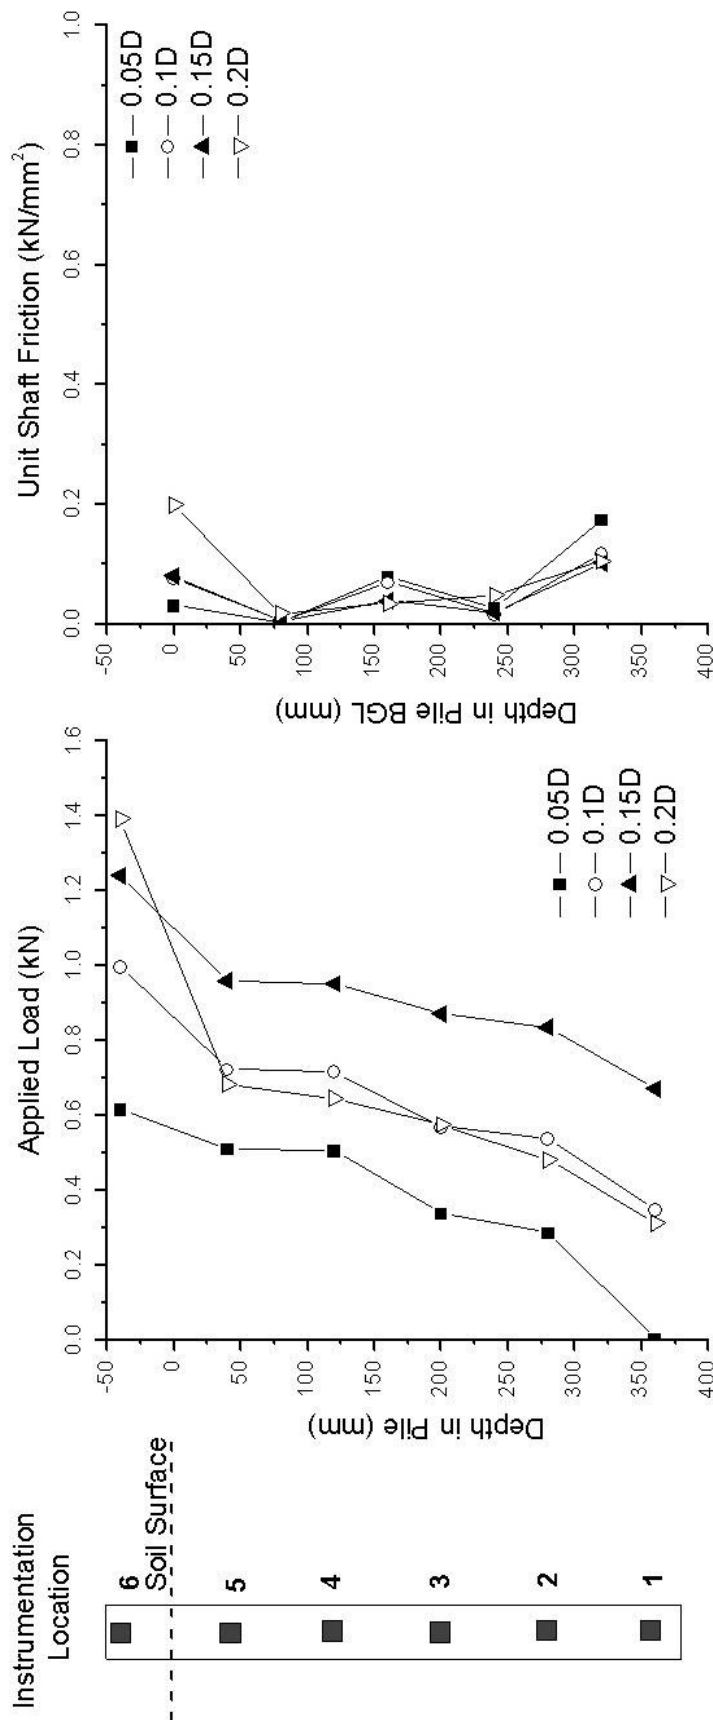 Instrumentation
Location
6
Soil Surface
5
4
3
2
1
Applied Load (kN)
0.0 0.2 0.4 0.6 0.8 1.0 1.2 1.4 1.6
-50
0
50
100
150
200
250
300
350
400
Depth in Pile (mm)
0.05D
0.1D
0.15D
0.2D
Unit Shaft Friction (kN/mm²)
0.0 0.2 0.4 0.6 0.8 1.0
-50
0
50
100
150
200
250
300
350
400
Depth in Pile BGL (mm)
0.05D
0.1D
0.15D
0.2D